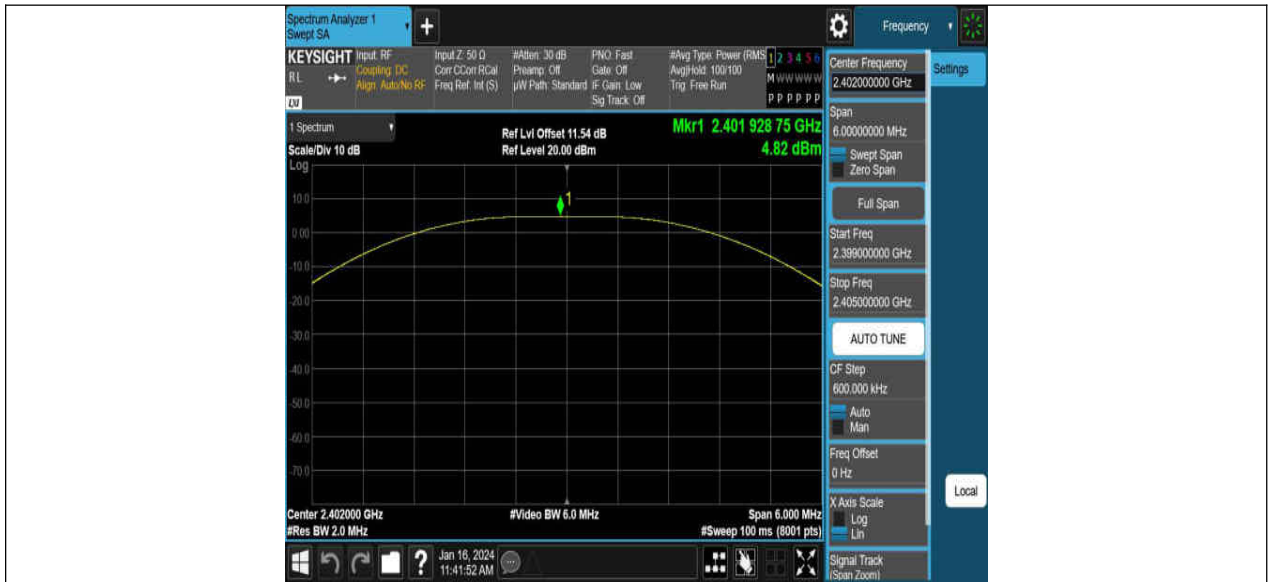 Spectrum Analyzer 1
Swept SA
+
Frequency
KEYSIGHT
RL
Input: RF
Coupling: DC
Align: Auto/No RF
Input Z: 50 Ω
Corr CCorr RCal
Freq Ref: Int (S)
#Atten: 30 dB
Preamp: Off
µW Path: Standard
PNO: Fast
Gate: Off
IF Gain: Low
Sig Track: Off
#Avg Type: Power (RMS
Avg|Hold: 100/100
Trig: Free Run
1 2 3 4 5 6
M W W W W W
P P P P P P
1 Spectrum
Scale/Div 10 dB
Log
Ref Lvl Offset 11.54 dB
Ref Level 20.00 dBm
Mkr1 2.401 928 75 GHz
4.82 dBm
1
10.0
0.00
-10.0
-20.0
-30.0
-40.0
-50.0
-60.0
-70.0
Center 2.402000 GHz
#Res BW 2.0 MHz
#Video BW 6.0 MHz
Span 6.000 MHz
#Sweep 100 ms (8001 pts)
?
Jan 16, 2024
11:41:52 AM
Center Frequency
2.402000000 GHz
Settings
Span
6.00000000 MHz
Swept Span
Zero Span
Full Span
Start Freq
2.399000000 GHz
Stop Freq
2.405000000 GHz
AUTO TUNE
CF Step
600.000 kHz
Auto
Man
Freq Offset
0 Hz
X Axis Scale
Log
Lin
Local
Signal Track
(Span Zoom)